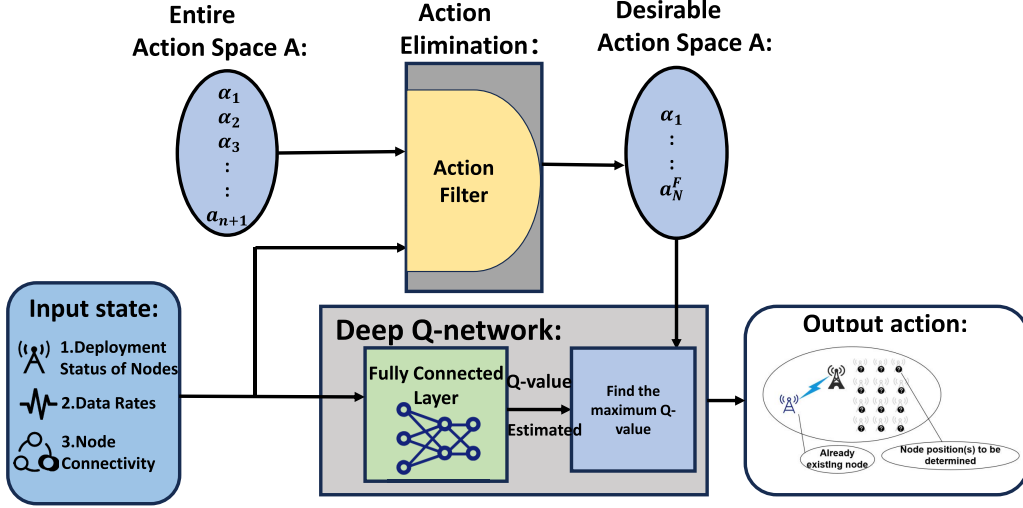 Entire
Action Space A:
Action
Elimination：
Desirable
Action Space A:
α₁
α₂
α₃
:
:
aₙ₊₁
Action
Filter
α₁
:
:
a_N^F
Input state:
1.Deployment
Status of Nodes
2.Data Rates
3.Node
Connectivity
Deep Q-network:
Fully Connected
Layer
Q-value
Estimated
Find the
maximum Q-
value
Output action:
? ? ?
? ? ?
? ? ?
? ? ?
Already
existing node
Node position(s) to be
determined